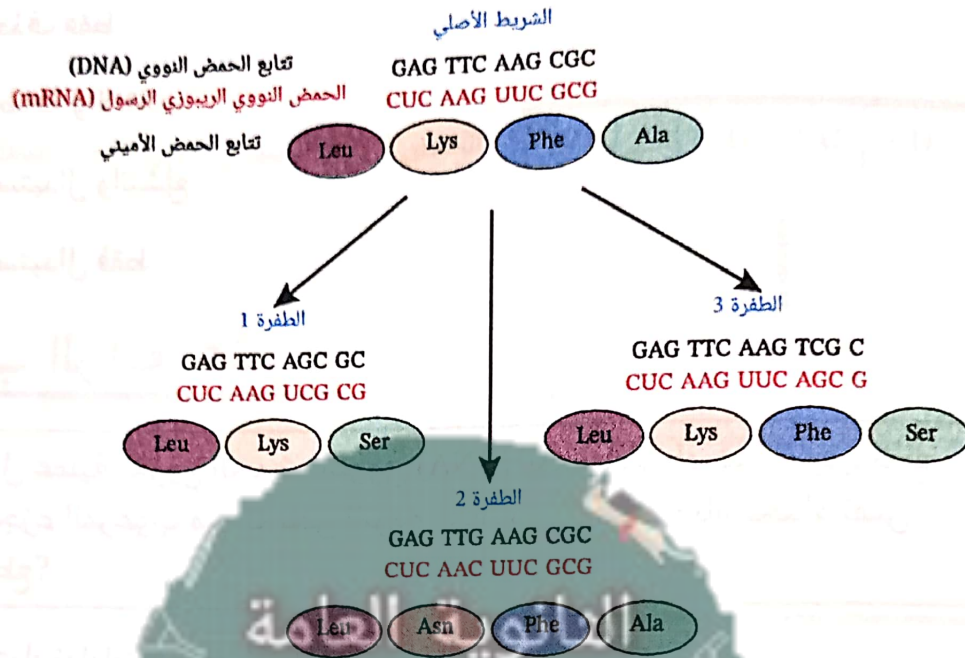 الشريط الأصلي
تتابع الحمض النووي (DNA) GAG TTC AAG CGC
الحمض النووي الريبوزي الرسول (mRNA) CUC AAG UUC GCG
تتابع الحمض الأميني Leu Lys Phe Ala
الطفرة 1
GAG TTC AGC GC
CUC AAG UCG CG
Leu Lys Ser
الطفرة 3
GAG TTC AAG TCG C
CUC AAG UUC AGC G
Leu Lys Phe Ser
الطفرة 2
GAG TTG AAG CGC
CUC AAC UUC GCG
Leu Asn Phe Ala
الثانوية العامة